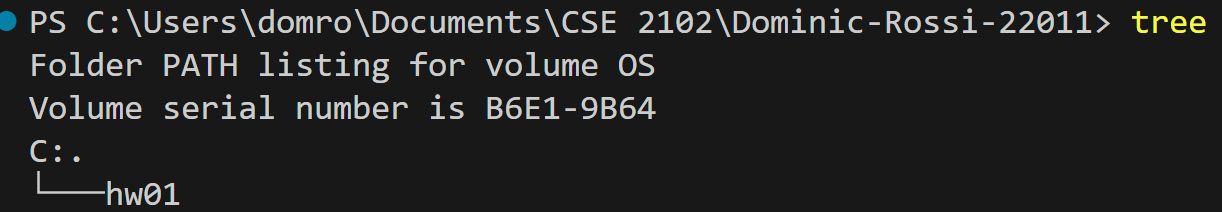 PS C:\Users\domro\Documents\CSE 2102\Dominic-Rossi-22011> tree
Folder PATH listing for volume OS
Volume serial number is B6E1-9B64
C:.
└───hw01